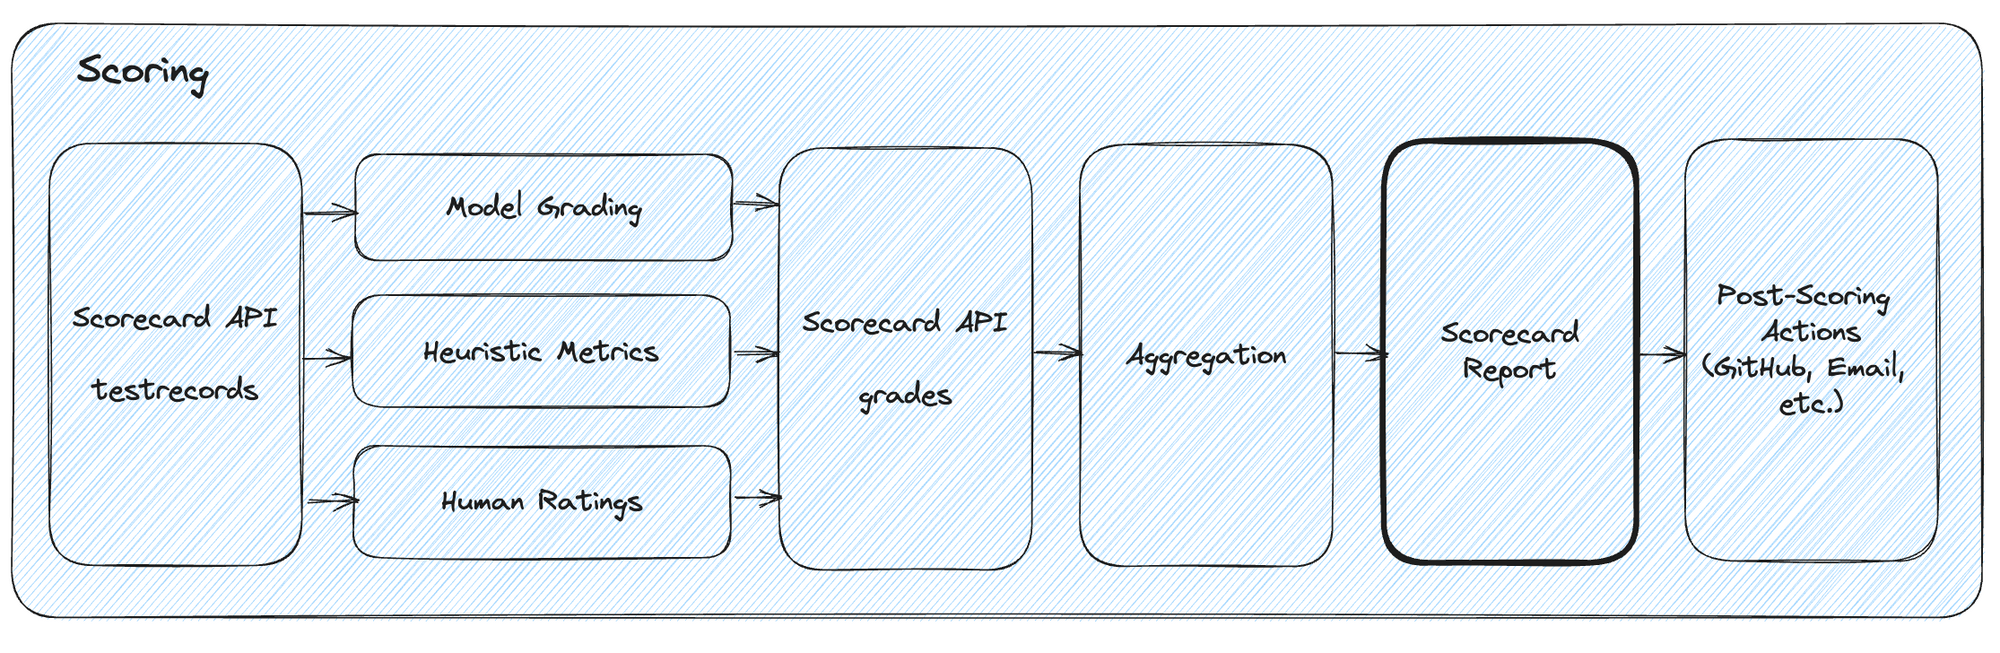 Scoring
Scorecard API
testrecords
Model Grading
Heuristic Metrics
Human Ratings
Scorecard API
grades
Aggregation
Scorecard
Report
Post-Scoring
Actions
(GitHub, Email,
etc.)